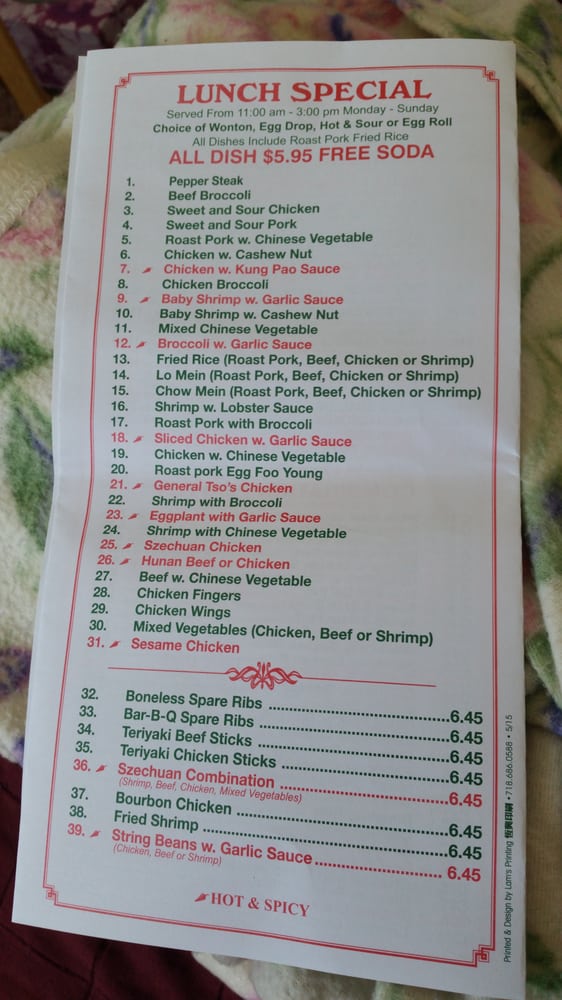 LUNCH SPECIAL
Served From 11:00 am - 3:00 pm Monday - Sunday
Choice of Wonton, Egg Drop, Hot & Sour or Egg Roll
All Dishes Include Roast Pork Fried Rice
ALL DISH $5.95 FREE SODA
1. Pepper Steak
2. Beef Broccoli
3. Sweet and Sour Chicken
4. Sweet and Sour Pork
5. Roast Pork w. Chinese Vegetable
6. Chicken w. Cashew Nut
7. Chicken w. Kung Pao Sauce
8. Chicken Broccoli
9. Baby Shrimp w. Garlic Sauce
10. Baby Shrimp w. Cashew Nut
11. Mixed Chinese Vegetable
12. Broccoli w. Garlic Sauce
13. Fried Rice (Roast Pork, Beef, Chicken or Shrimp)
14. Lo Mein (Roast Pork, Beef, Chicken or Shrimp)
15. Chow Mein (Roast Pork, Beef, Chicken or Shrimp)
16. Shrimp w. Lobster Sauce
17. Roast Pork with Broccoli
18. Sliced Chicken w. Garlic Sauce
19. Chicken w. Chinese Vegetable
20. Roast pork Egg Foo Young
21. General Tso's Chicken
22. Shrimp with Broccoli
23. Eggplant with Garlic Sauce
24. Shrimp with Chinese Vegetable
25. Szechuan Chicken
26. Hunan Beef or Chicken
27. Beef w. Chinese Vegetable
28. Chicken Fingers
29. Chicken Wings
30. Mixed Vegetables (Chicken, Beef or Shrimp)
31. Sesame Chicken
32. Boneless Spare Ribs ........ 6.45
33. Bar-B-Q Spare Ribs ........ 6.45
34. Teriyaki Beef Sticks ........ 6.45
35. Teriyaki Chicken Sticks ........ 6.45
36. Szechuan Combination ........ 6.45
(Shrimp, Beef, Chicken, Mixed Vegetables)
37. Bourbon Chicken ........ 6.45
38. Fried Shrimp ........ 6.45
39. String Beans w. Garlic Sauce ........ 6.45
(Chicken, Beef or Shrimp)
HOT & SPICY
Printed & Design by Lam's Printing 印刷 • 718.686.0588 • 5/15